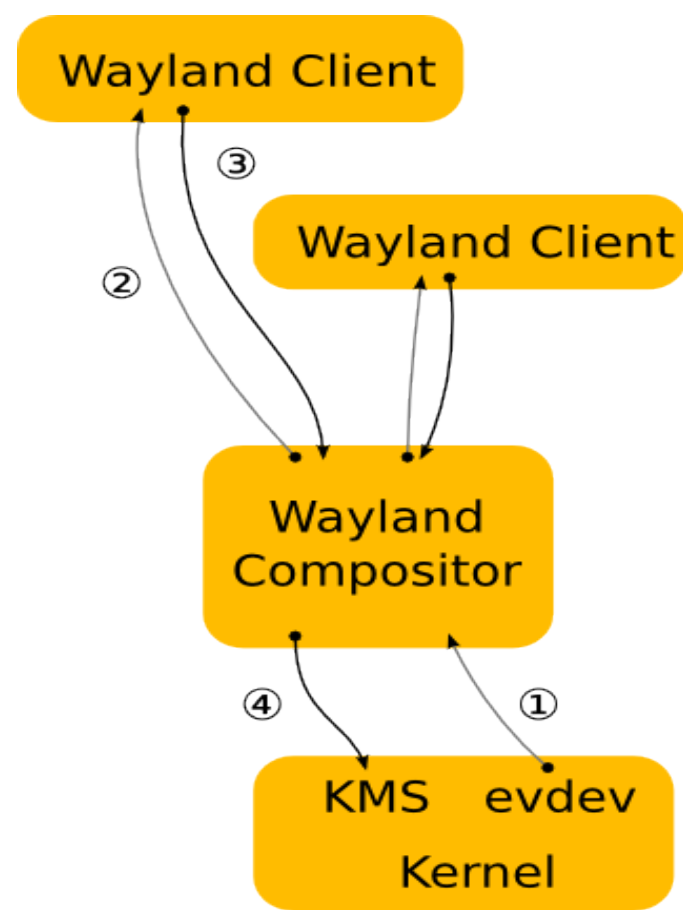 Wayland Client
③
Wayland Client
②
Wayland
Compositor
④
①
KMS evdev
Kernel